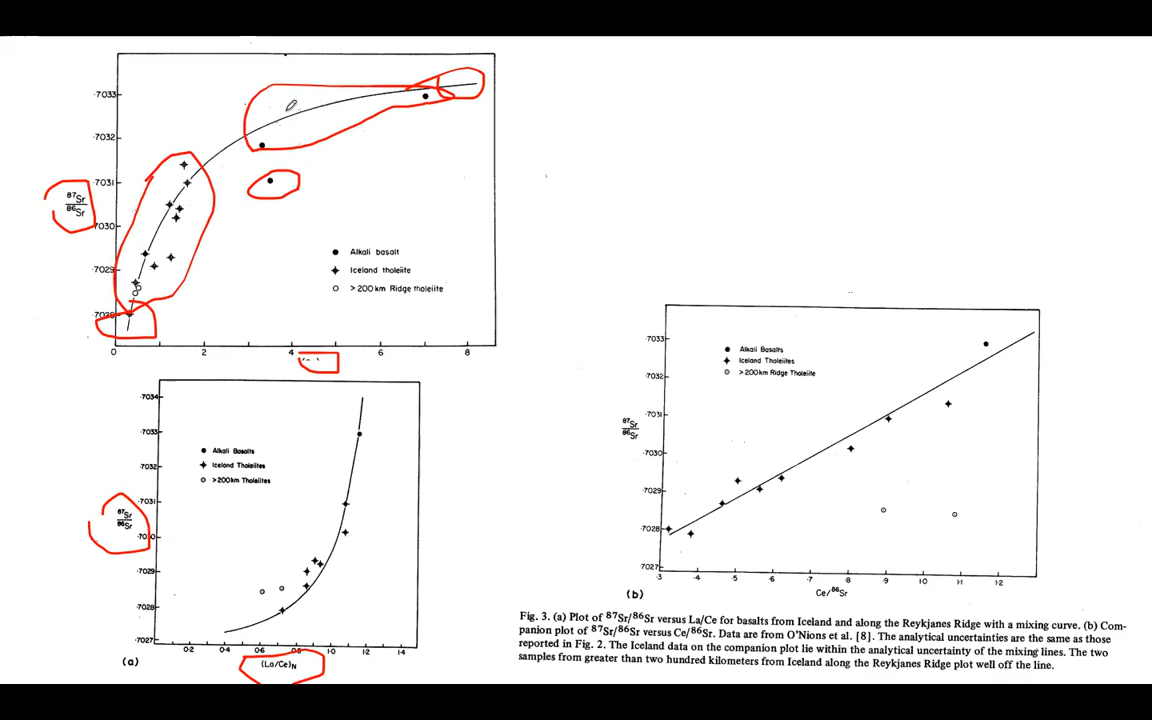 ·7033
·7032
·7031
·7030
·7029
·7028
87Sr
86Sr
Alkali basalt
Iceland tholeiite
> 200 km Ridge tholeiite
0 2 4 6 8
·7034
·7033
·7032
·7031
·7030
·7029
·7028
·7027
87Sr
86Sr
Alkali Basalts
Iceland Tholeiites
>200km Tholeiites
0·2 0·4 0·6 0·8 1·0 1·2 1·4
(a)
(La/Ce)N
·7033
·7032
·7031
·7030
·7029
·7028
·7027
87Sr
86Sr
Alkali Basalts
Iceland Tholeiites
>200km Ridge Tholeiite
·3 ·4 ·5 ·6 ·7 ·8 ·9 1·0 1·1 1·2
(b)
Ce/86Sr
Fig. 3. (a) Plot of 87Sr/86Sr versus La/Ce for basalts from Iceland and along the Reykjanes Ridge with a mixing curve. (b) Com-
panion plot of 87Sr/86Sr versus Ce/86Sr. Data are from O'Nions et al. [8]. The analytical uncertainties are the same as those
reported in Fig. 2. The Iceland data on the companion plot lie within the analytical uncertainty of the mixing lines. The two
samples from greater than two hundred kilometers from Iceland along the Reykjanes Ridge plot well off the line.